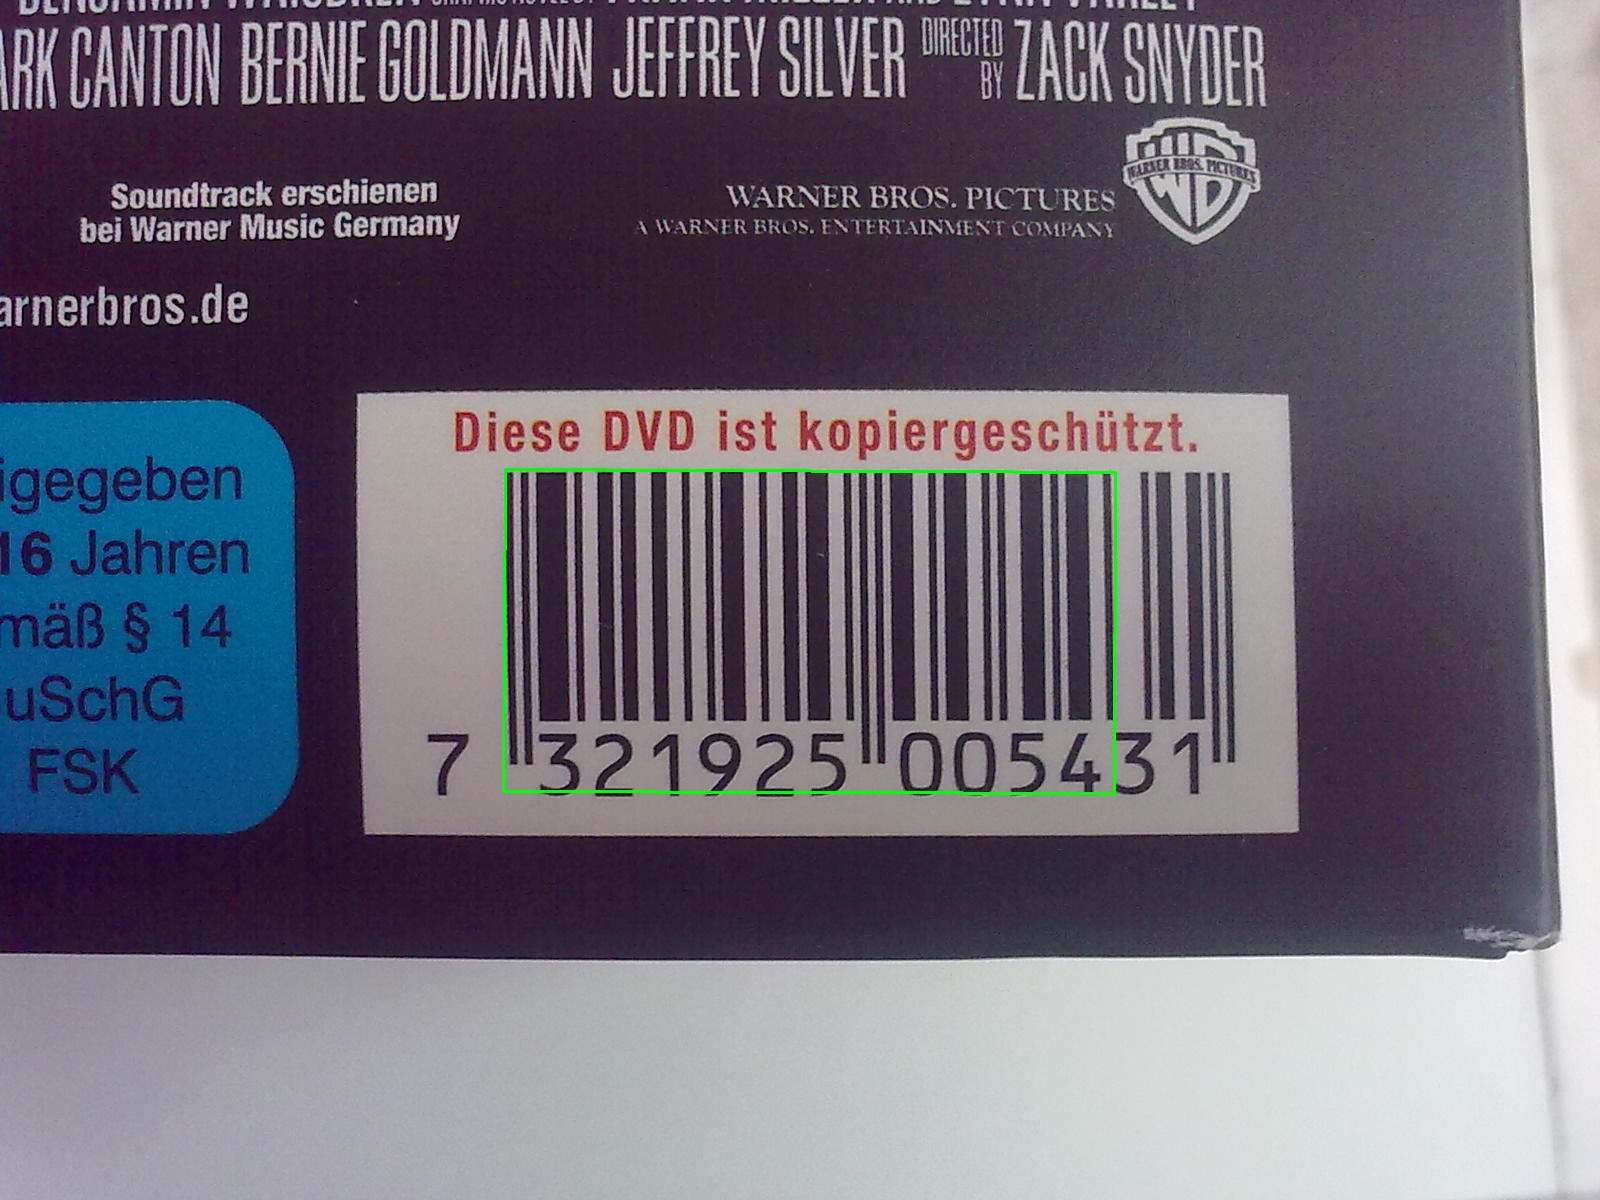 ARK CANTON BERNIE GOLDMANN JEFFREY SILVER DIRECTED BY ZACK SNYDER
WARNER BROS. PICTURES
Soundtrack erschienen
bei Warner Music Germany
WARNER BROS. PICTURES
A WARNER BROS. ENTERTAINMENT COMPANY
arnerbros.de
Diese DVD ist kopiergeschützt.
igegeben
16 Jahren
mäß § 14
uSchG
FSK
7 321925 005431